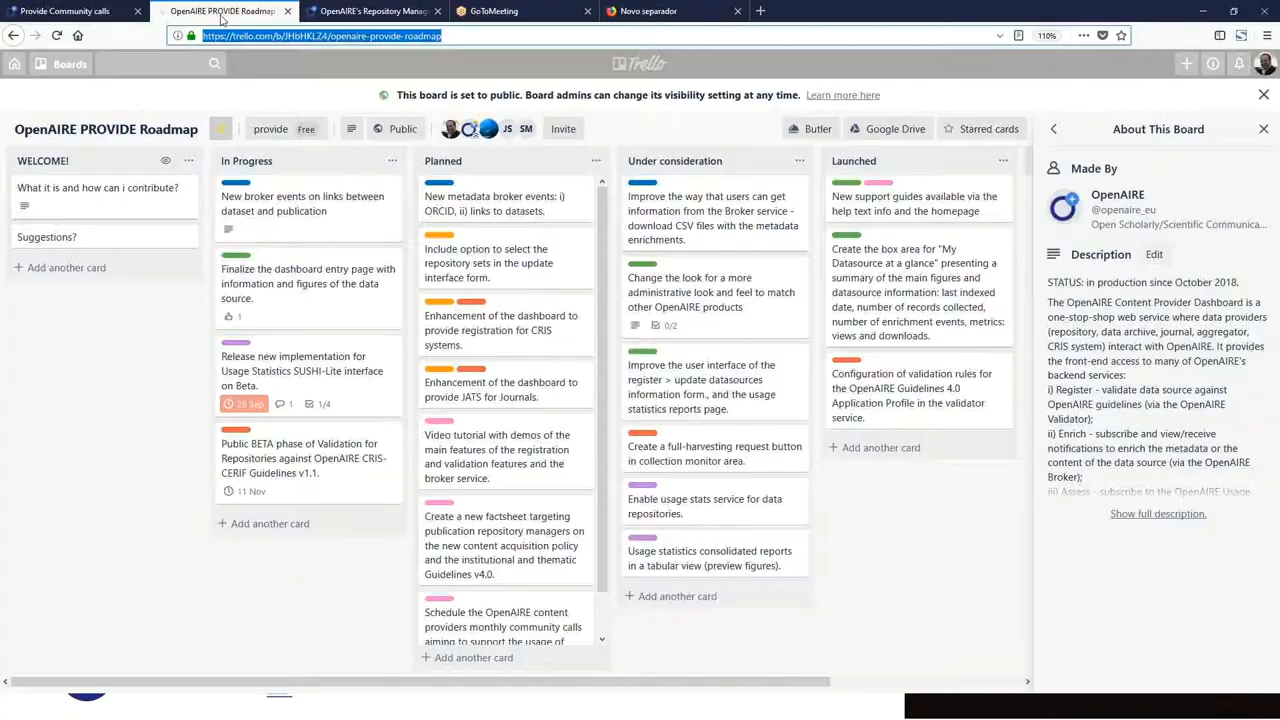 Provide Community calls
OpenAIRE PROVIDE Roadmap
OpenAIRE's Repository Manag
GoToMeeting
Novo separador
https://trello.com/b/JHbHKLZ4/openaire-provide-roadmap
110%
Boards
Trello
This board is set to public. Board admins can change its visibility setting at any time. Learn more here
OpenAIRE PROVIDE Roadmap
provide Free
Public
JS
SM
Invite
Butler
Google Drive
Starred cards
WELCOME!
What it is and how can i contribute?
Suggestions?
+ Add another card
In Progress
New broker events on links between
dataset and publication
Finalize the dashboard entry page with
information and figures of the data
source.
1
Release new implementation for
Usage Statistics SUSHI-Lite interface
on Beta.
28 Sep
1
1/4
Public BETA phase of Validation for
Repositories against OpenAIRE CRIS-
CERIF Guidelines v1.1.
11 Nov
+ Add another card
Planned
New metadata broker events: i)
ORCID, ii) links to datasets.
Include option to select the
repository sets in the update
interface form.
Enhancement of the dashboard to
provide registration for CRIS
systems.
Enhancement of the dashboard to
provide JATS for Journals.
Video tutorial with demos of the
main features of the registration
and validation features and the
broker service.
Create a new factsheet targeting
publication repository managers on
the new content acquisition policy
and the institutional and thematic
Guidelines v4.0.
Schedule the OpenAIRE content
providers monthly community calls
aiming to support the usage of
+ Add another card
Under consideration
Improve the way that users can get
information from the Broker service -
download CSV files with the metadata
enrichments.
Change the look for a more
administrative look and feel to match
other OpenAIRE products
0/2
Improve the user interface of the
register > update datasources
information form., and the usage
statistics reports page.
Create a full-harvesting request button
in collection monitor area.
Enable usage stats service for data
repositories.
Usage statistics consolidated reports
in a tabular view (preview figures).
+ Add another card
Launched
New support guides available via the
help text info and the homepage
Create the box area for "My
Datasource at a glance" presenting a
summary of the main figures and
datasource information: last indexed
date, number of records collected,
number of enrichment events, metrics:
views and downloads.
Configuration of validation rules for
the OpenAIRE Guidelines 4.0
Application Profile in the validator
service.
+ Add another card
About This Board
Made By
OpenAIRE
@openaire_eu
Open Scholarly/Scientific Communica...
Description
Edit
STATUS: in production since October 2018.
The OpenAIRE Content Provider Dashboard is a
one-stop-shop web service where data providers
(repository, data archive, journal, aggregator,
CRIS system) interact with OpenAIRE. It provides
the front-end access to many of OpenAIRE's
backend services:
i) Register - validate data source against
OpenAIRE guidelines (via the OpenAIRE
Validator);
ii) Enrich - subscribe and view/receive
notifications to enrich the metadata or the
content of the data source (via the OpenAIRE
Broker);
iii) Assess - subscribe to the OpenAIRE Usage
Show full description.